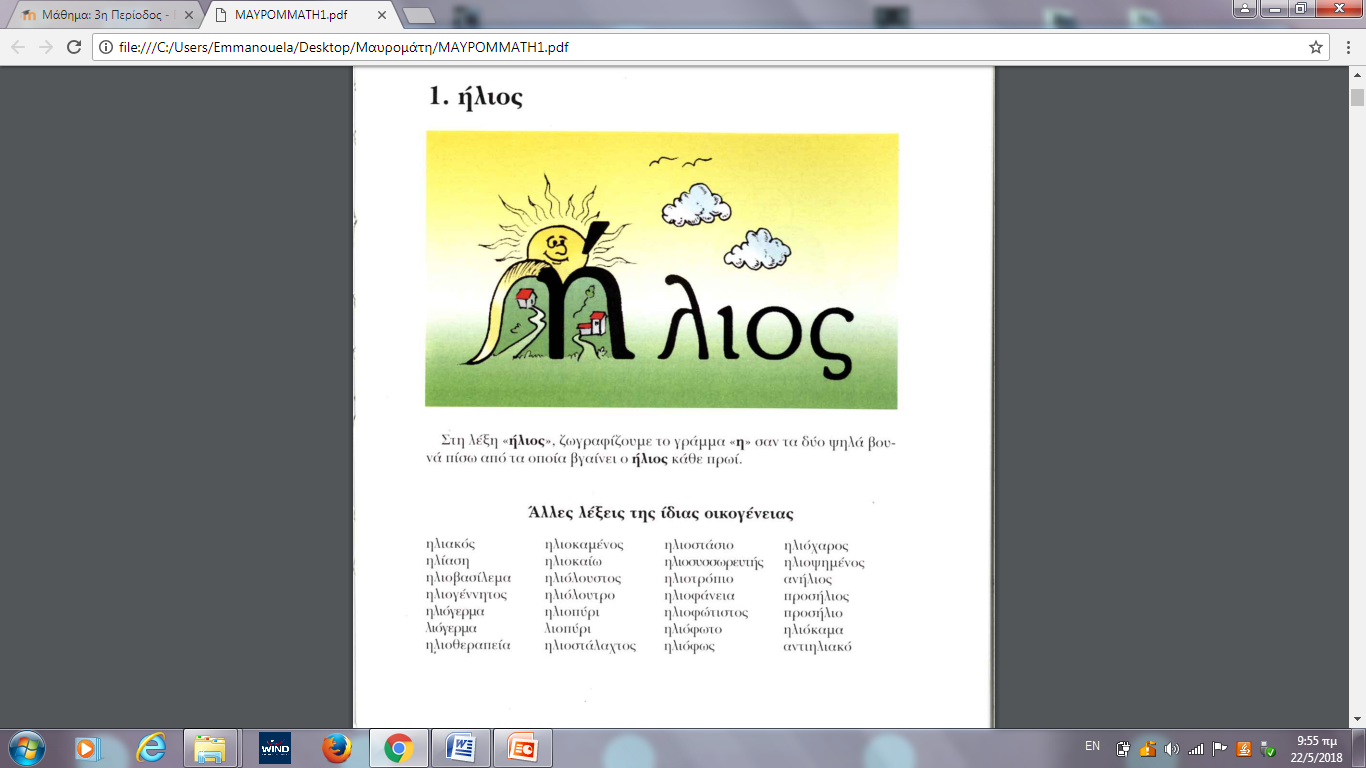 Μάθημα: 3η Περίοδος -
ΜΑΥΡΟΜΜΑΤΗ1.pdf
file:///C:/Users/Emmanouela/Desktop/Μαυρομάτη/ΜΑΥΡΟΜΜΑΤΗ1.pdf
1. ήλιος
ήλιος
Στη λέξη «ήλιος», ζωγραφίζουμε το γράμμα «η» σαν τα δύο ψηλά βου-
νά πίσω από τα οποία βγαίνει ο ήλιος κάθε πρωί.
Άλλες λέξεις της ίδιας οικογένειας
ηλιακός ηλιοκαμένος ηλιοστάσιο ηλιόχαρος
ηλίαση ηλιοκαίω ηλιοσυσσωρευτής ηλιοψημένος
ηλιοβασίλεμα ηλιόλουστος ηλιοτρόπιο ανήλιος
ηλιογέννητος ηλιόλουτρο ηλιοφάνεια προσήλιος
ηλιόγερμα ηλιοπύρι ηλιοφώτιστος προσήλιο
λιόγερμα λιοπύρι ηλιόφωτο ηλιόκαμα
ηλιοθεραπεία ηλιοστάλαχτος ηλιόφως αντιηλιακό
WIND
EN
9:55 πμ
22/5/2018